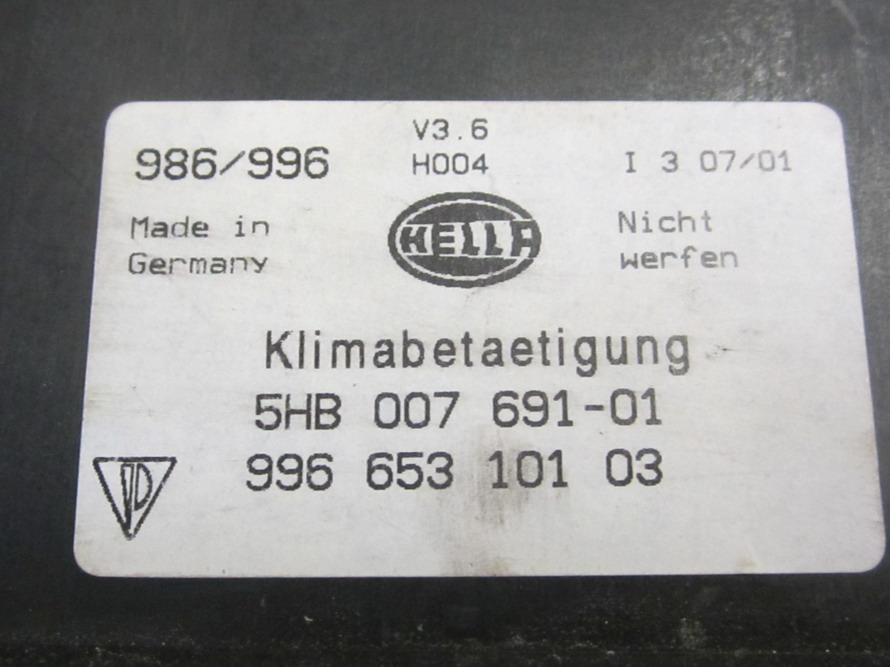 V3.6
986/996 H004 I 3 07/01
Made in Germany
HELLA
Nicht werfen
Klimabetaetigung
5HB 007 691-01
996 653 101 03